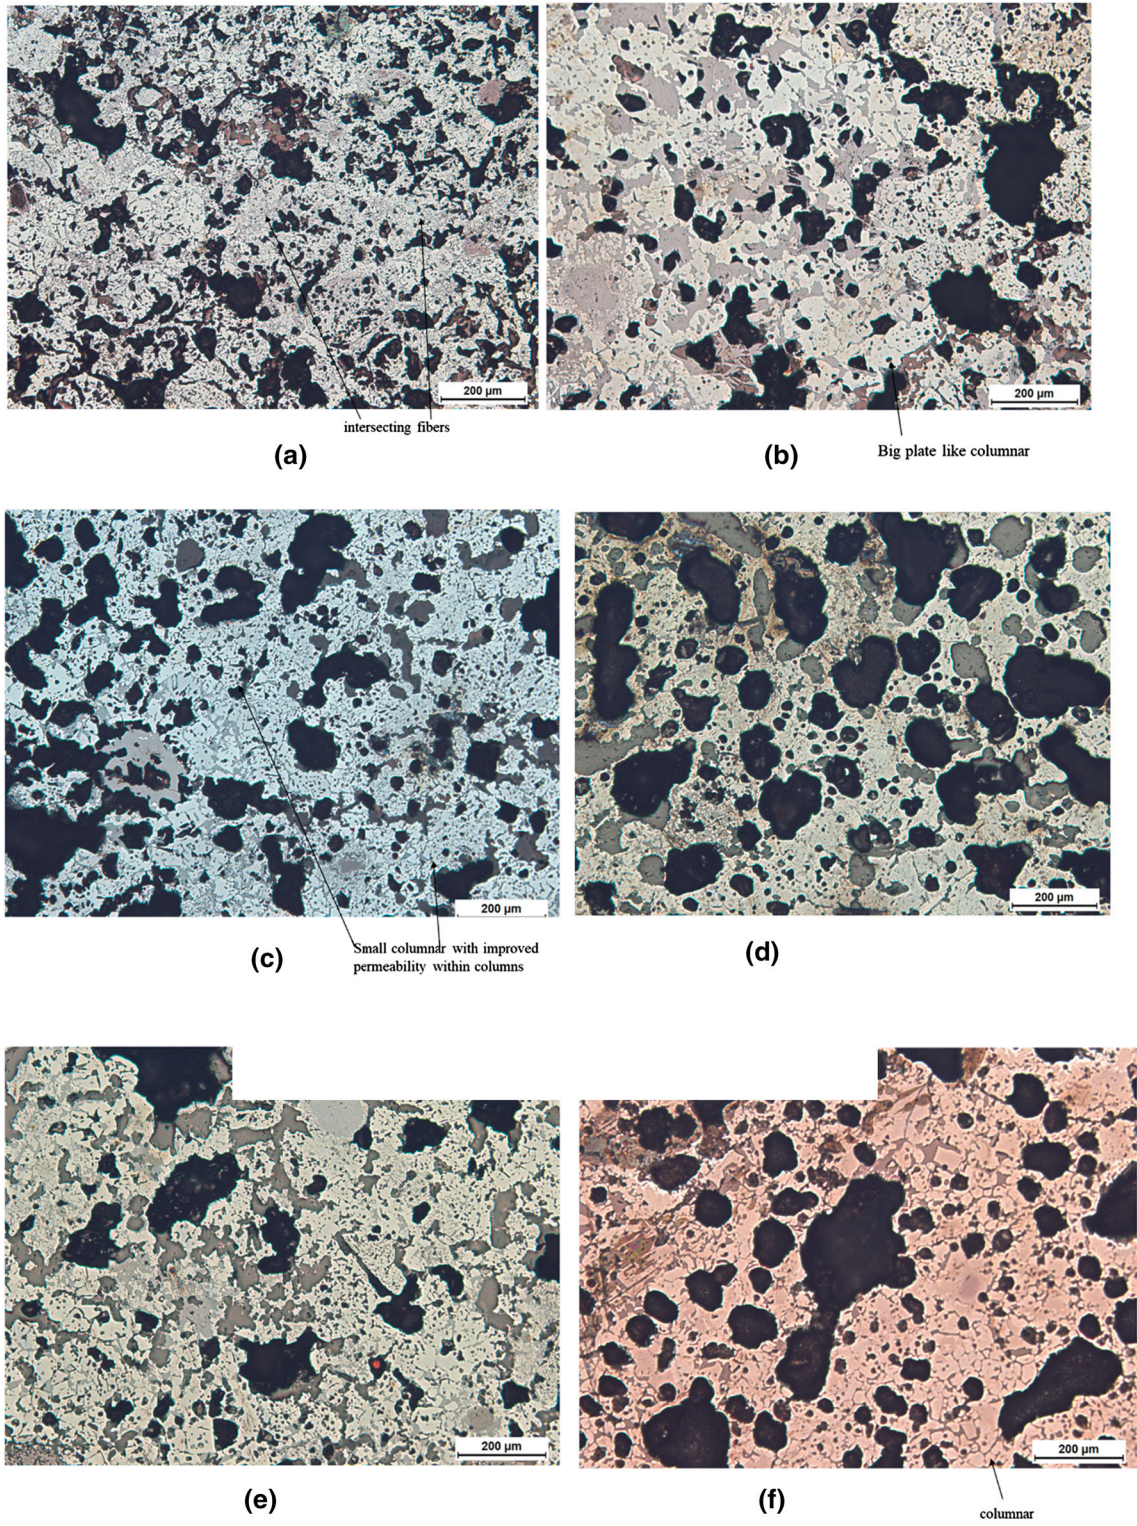 200 µm
200 µm
intersecting fibers
(a)
(b)
Big plate like columnar
200 µm
200 µm
(c)
Small columnar with improved
permeability within columns
(d)
200 µm
200 µm
(e)
(f)
columnar